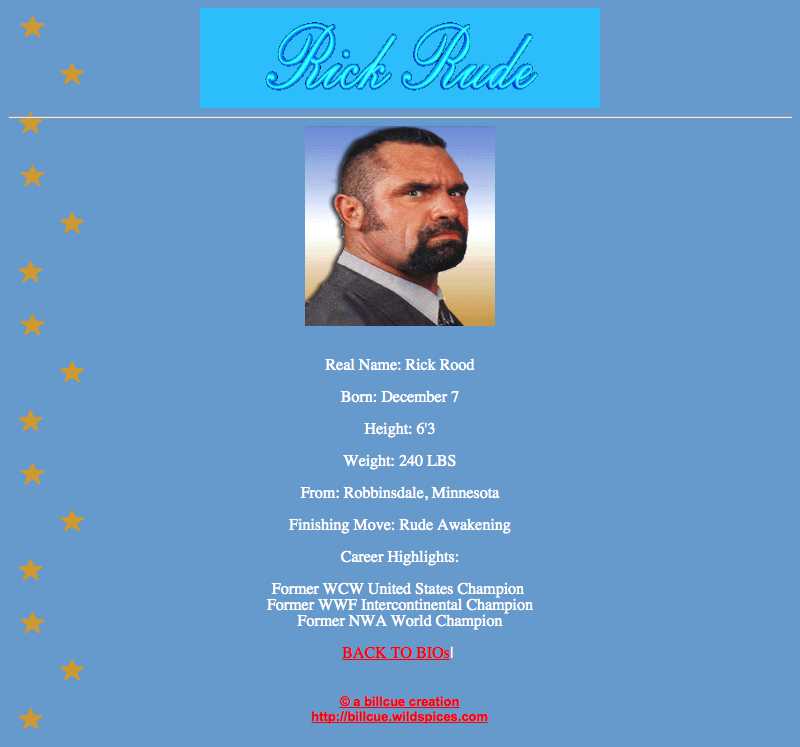 Rick Rude
Real Name: Rick Rood
Born: December 7
Height: 6'3
Weight: 240 LBS
From: Robbinsdale, Minnesota
Finishing Move: Rude Awakening
Career Highlights:
Former WCW United States Champion
Former WWF Intercontinental Champion
Former NWA World Champion
BACK TO BIOs|
© a billcue creation
http://billcue.wildspices.com